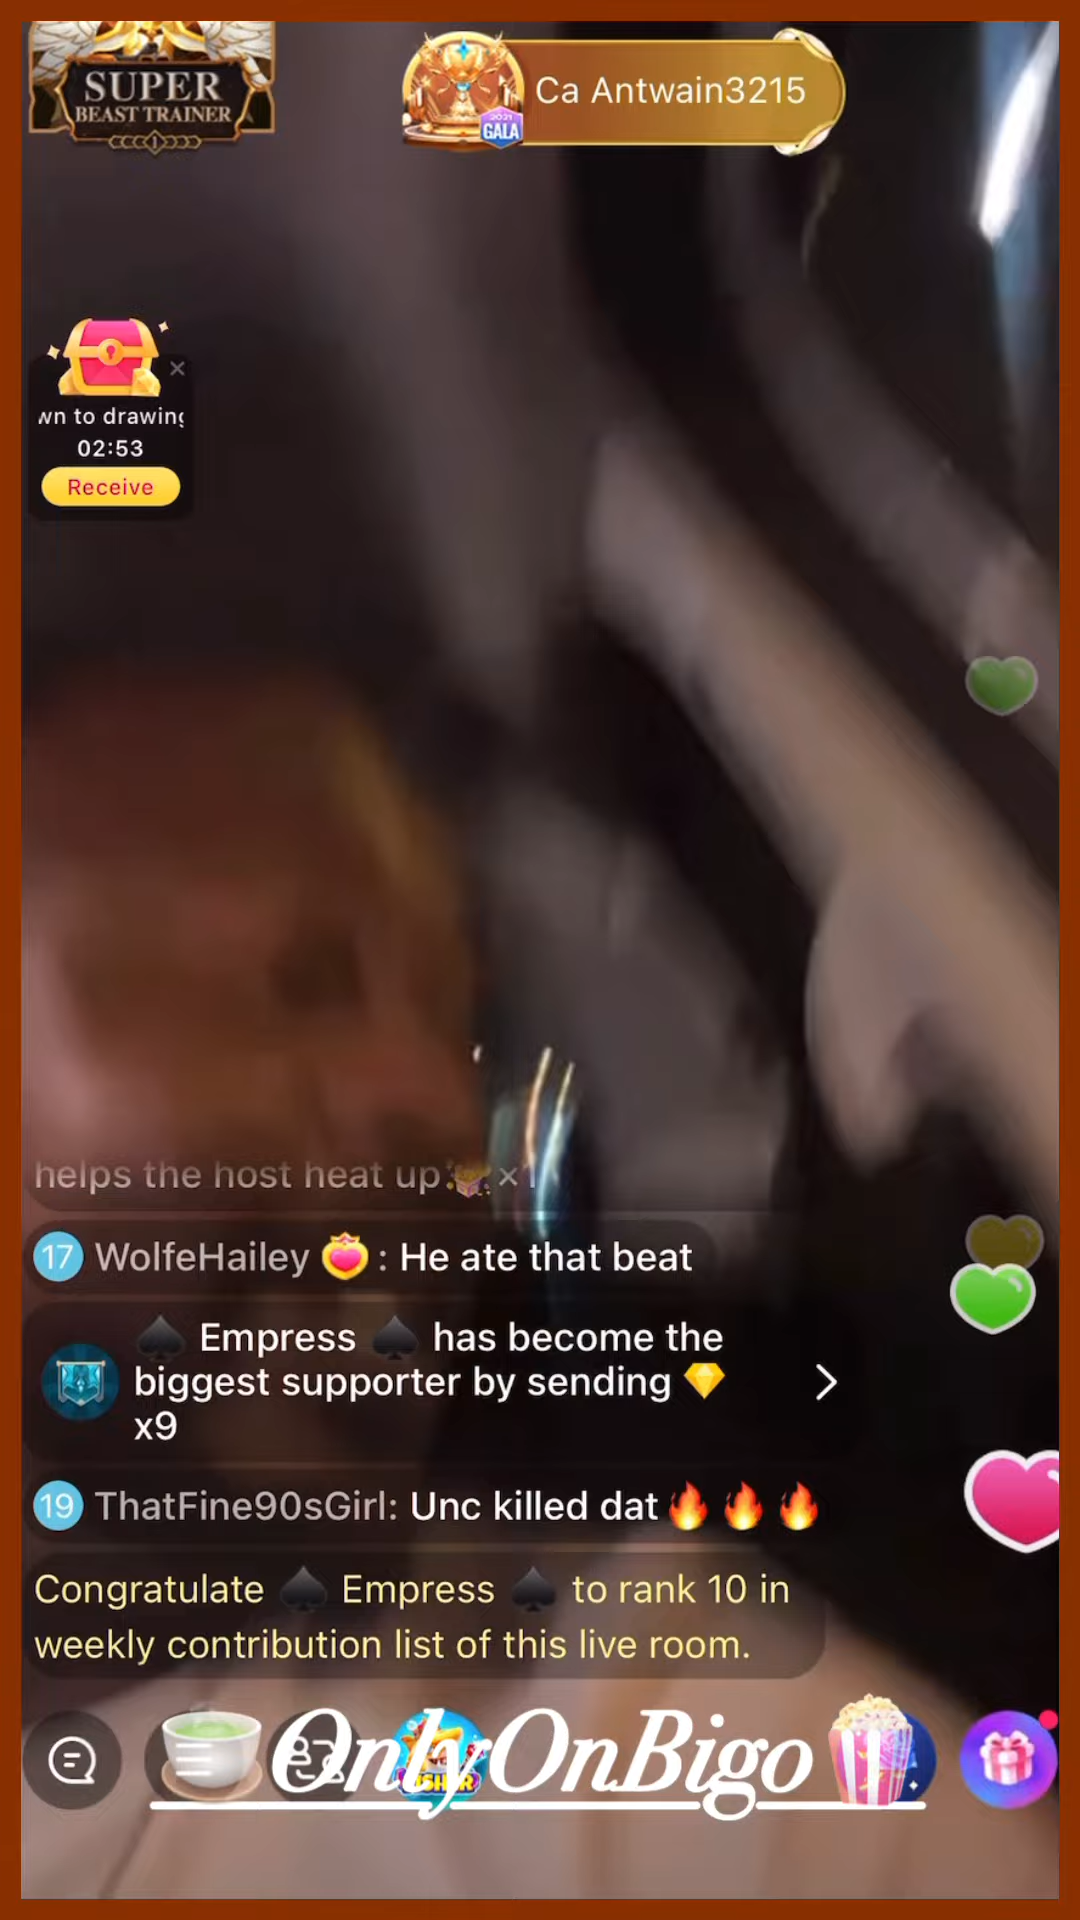 SUPER
BEAST TRAINER
I
2021
GALA
Ca Antwain3215
wn to drawing
02:53
Receive
helps the host heat up ×1
17 WolfeHailey : He ate that beat
♠ Empress ♠ has become the
biggest supporter by sending
x9
19 ThatFine90sGirl: Unc killed dat🔥🔥🔥
Congratulate ♠ Empress ♠ to rank 10 in
weekly contribution list of this live room.
OnlyOnBigo